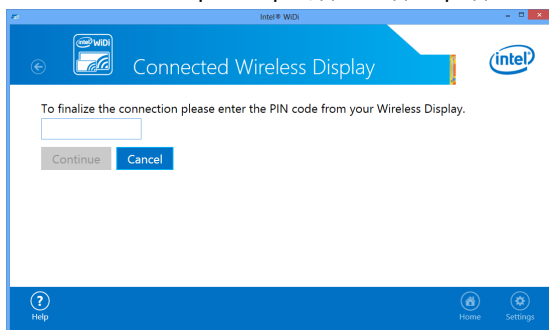 Intel® WiDi
intel WiDi
Connected Wireless Display
intel
To finalize the connection please enter the PIN code from your Wireless Display.
Continue
Cancel
?
Help
Home
Settings